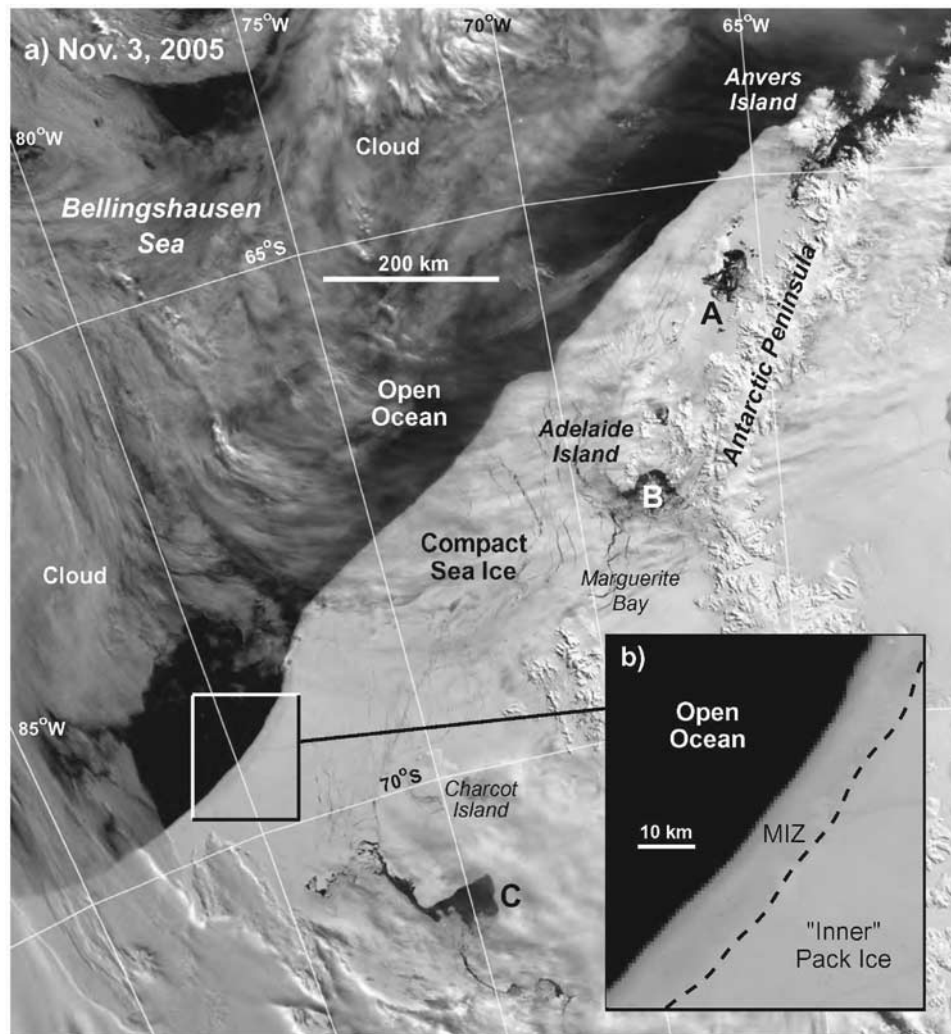 75°W
70°W
65°W
a) Nov. 3, 2005
Anvers
Island
80°W
Cloud
Bellingshausen
Sea
65°S
200 km
A
Antarctic Peninsula
Open
Ocean
Adelaide
Island
B
Compact
Sea Ice
Cloud
Marguerite
Bay
85°W
70°S
Charcot
Island
C
b)
Open
Ocean
10 km
MIZ
"Inner"
Pack Ice